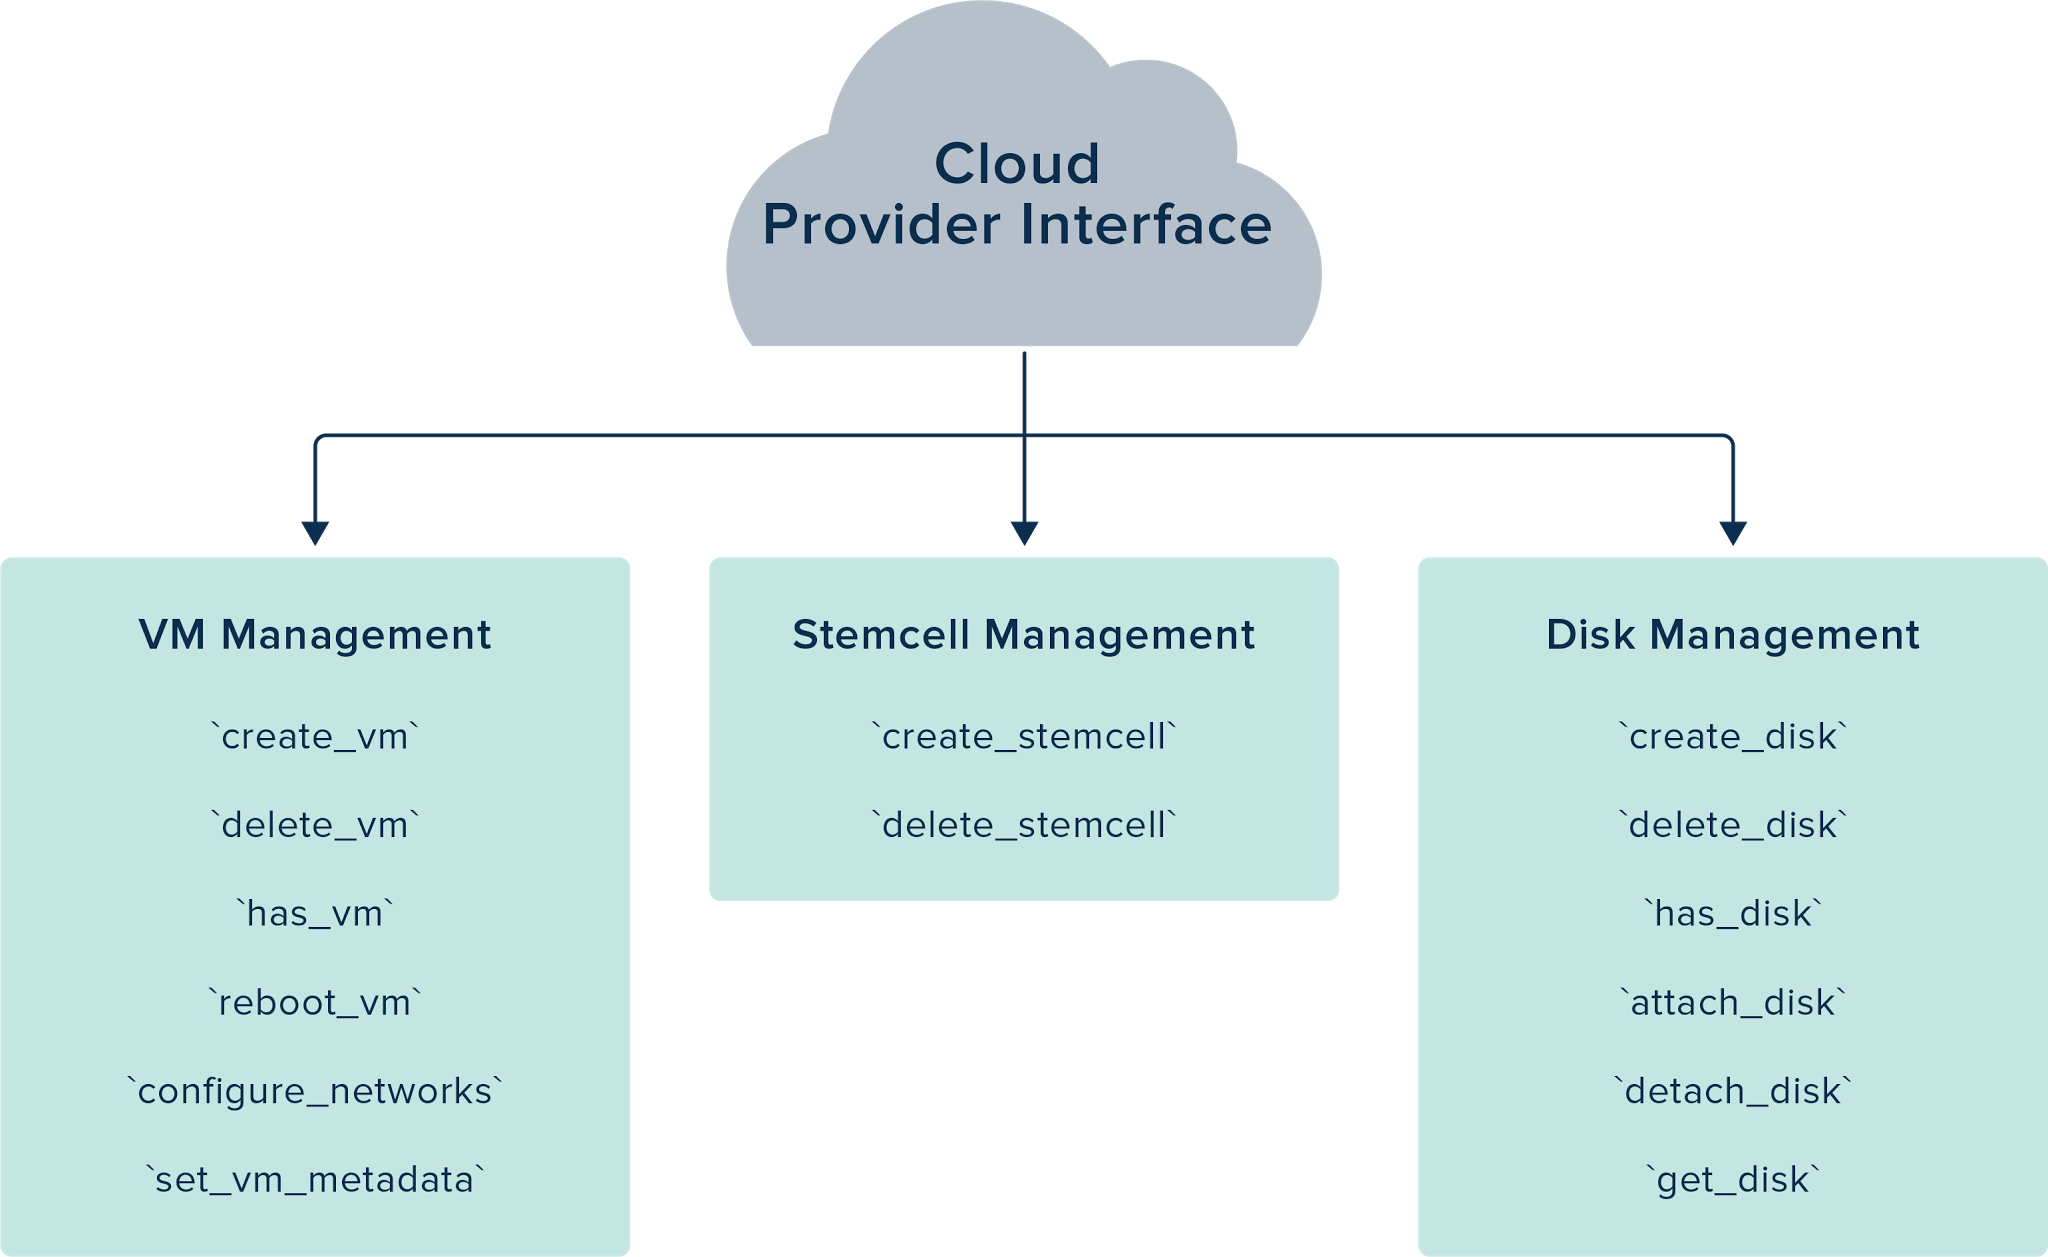 Cloud
Provider Interface
VM Management
`create_vm`
`delete_vm`
`has_vm`
`reboot_vm`
`configure_networks`
`set_vm_metadata`
Stemcell Management
`create_stemcell`
`delete_stemcell`
Disk Management
`create_disk`
`delete_disk`
`has_disk`
`attach_disk`
`detach_disk`
`get_disk`